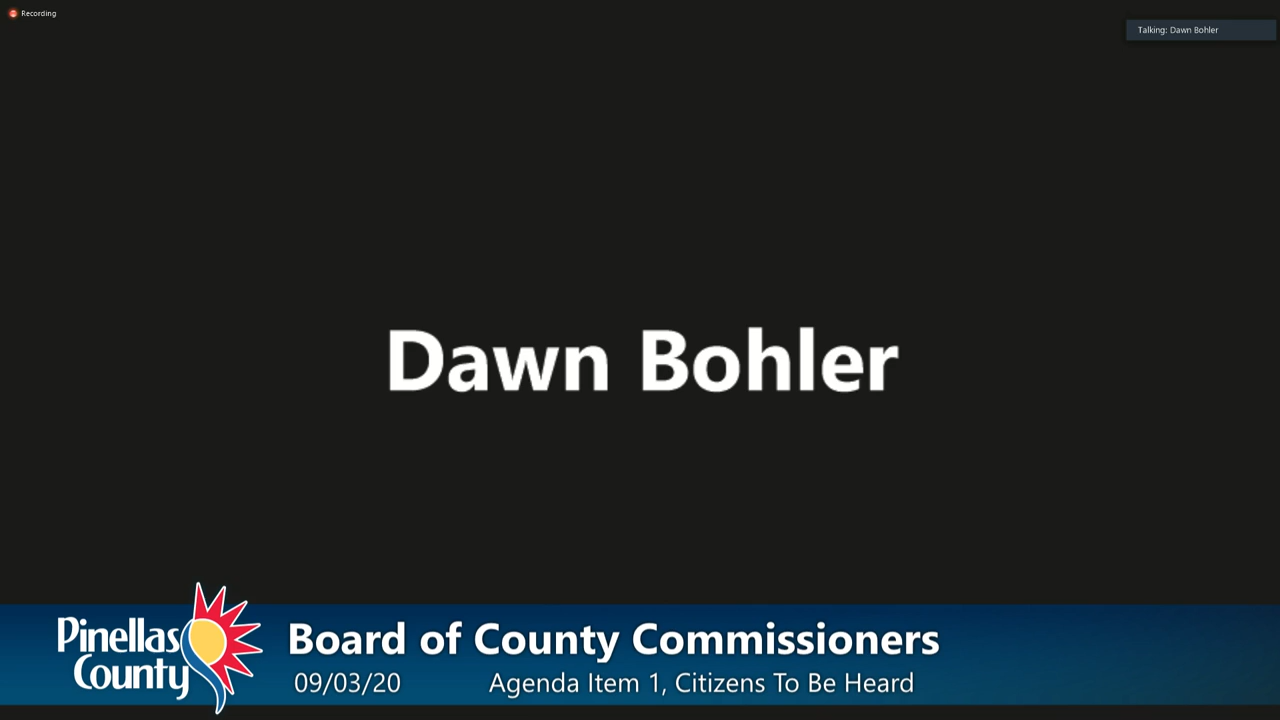 Recording
Talking: Dawn Bohler
Dawn Bohler
Pinellas
County
Board of County Commissioners
09/03/20 Agenda Item 1, Citizens To Be Heard